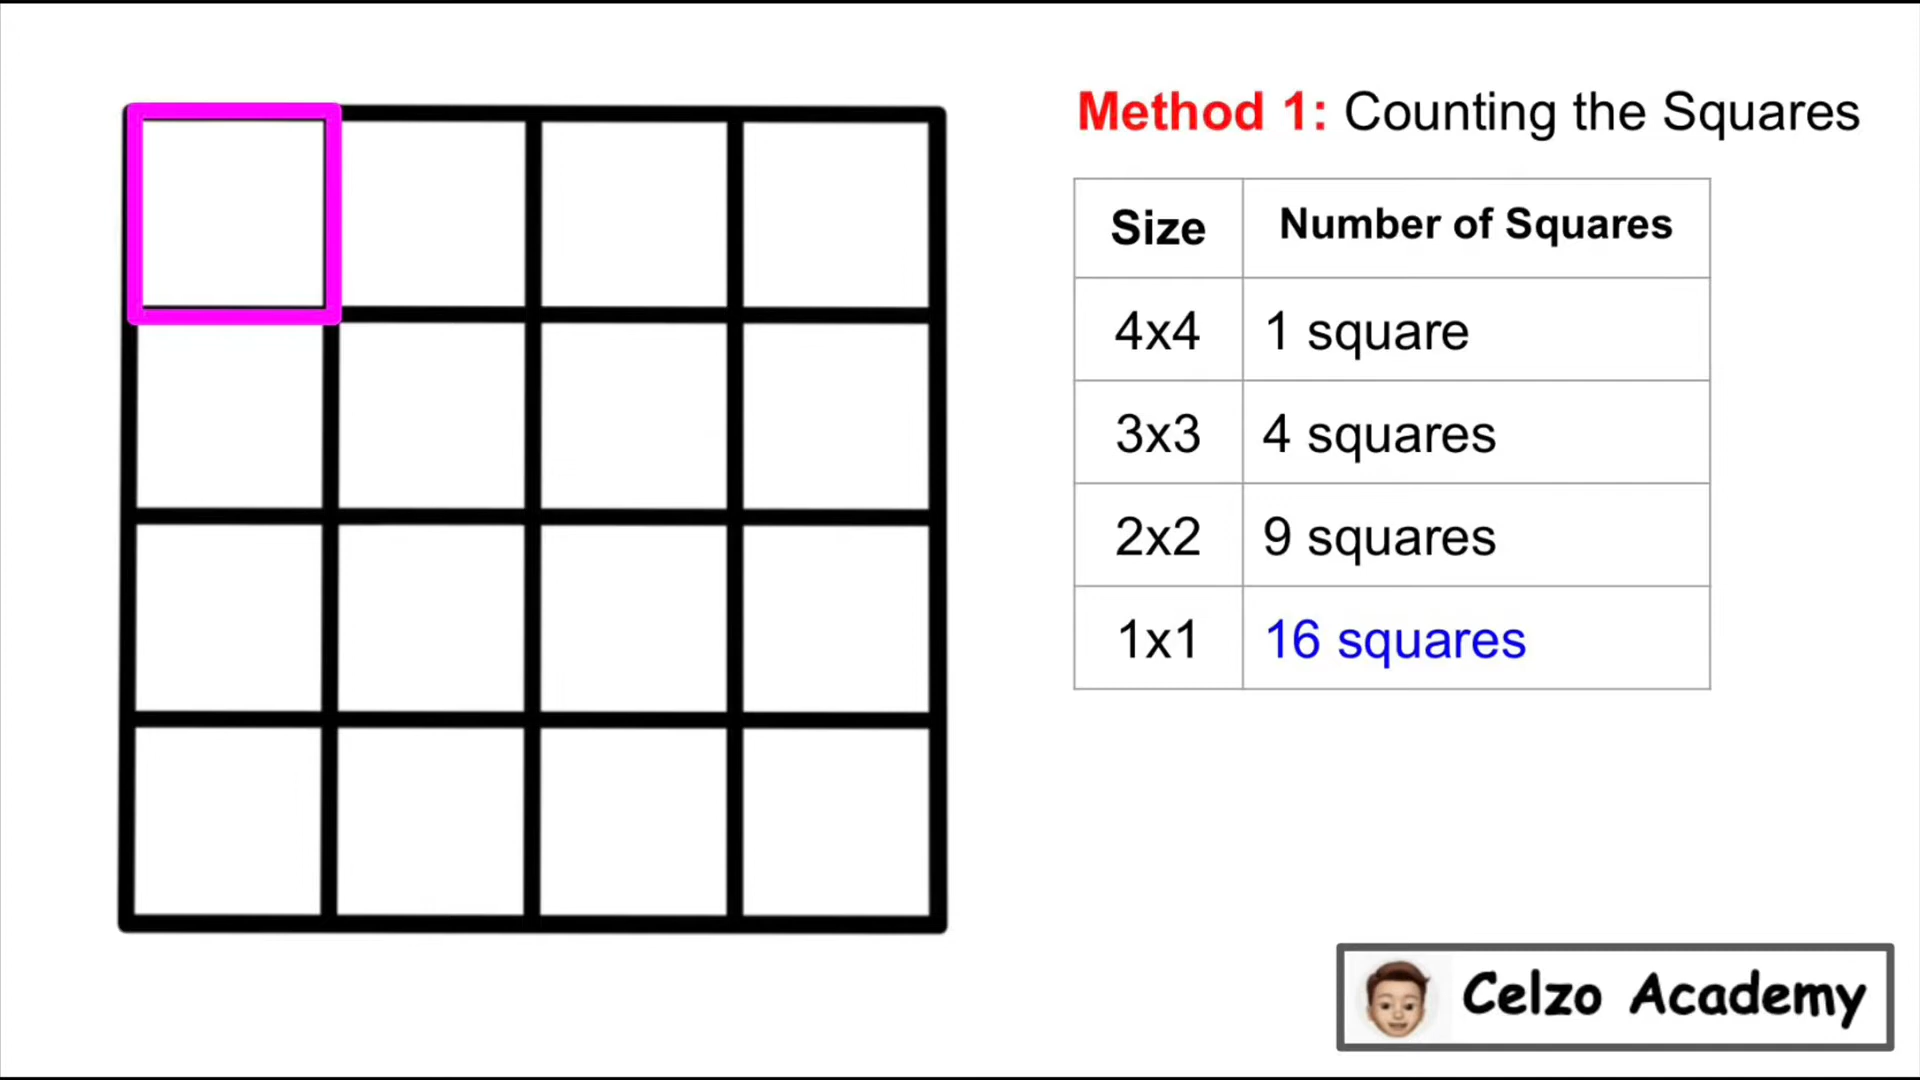 Method 1: Counting the Squares
Size Number of Squares
4x4 1 square
3x3 4 squares
2x2 9 squares
1x1 16 squares
Celzo Academy